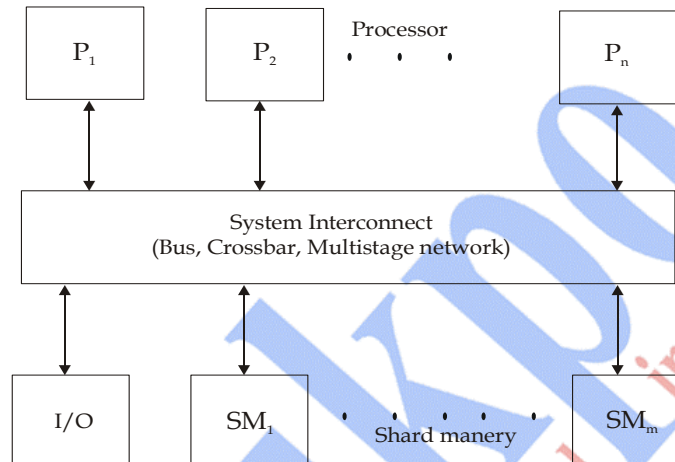 Processor
P₁ P₂ Pₙ
System Interconnect
(Bus, Crossbar, Multistage network)
I/O SM₁ SMₘ
Shard manery